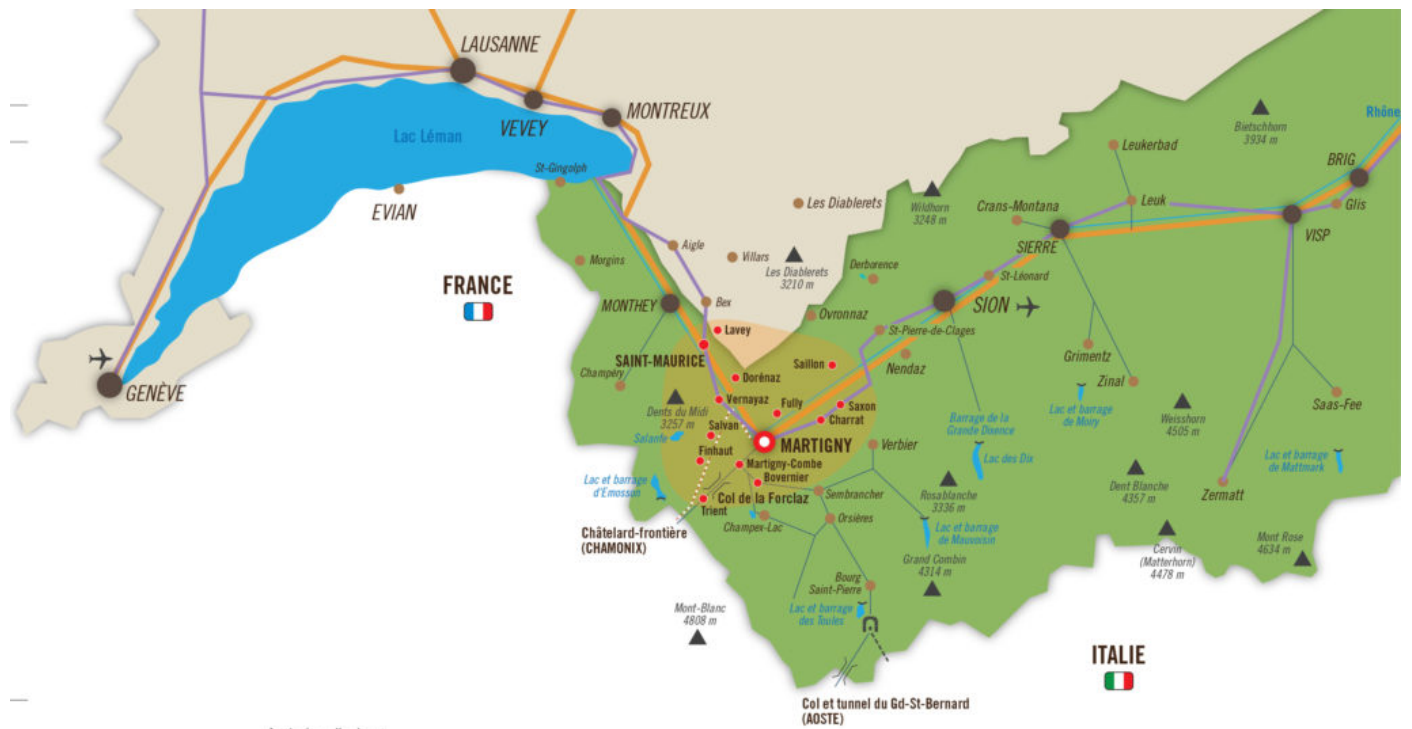 LAUSANNE
VEVEY
MONTREUX
Lac Léman
St-Gingolph
EVIAN
GENÈVE
FRANCE
Bietschhorn
3934 m
Rhône
BRIG
Glis
VISP
Leukerbad
Leuk
Crans-Montana
SIERRE
Wildhorn
3248 m
Les Diablerets
Villars
Les Diablerets
3210 m
Derborence
Aigle
Morgins
Bex
MONTHEY
Ovronnaz
St-Léonard
SION
St-Pierre-de-Clages
Nendaz
Lavey
SAINT-MAURICE
Champéry
Dorénaz
Saillon
Vernayaz
Fully
Saxon
Charrat
Dents du Midi
3257 m
Salanfe
Salvan
MARTIGNY
Finhaut
Martigny-Combe
Bovernier
Col de la Forclaz
Trient
Lac et barrage
d'Emosson
Châtelard-frontière
(CHAMONIX)
Champex-Lac
Verbier
Sembrancher
Orsières
Barrage de la
Grande Dixence
Lac des Dix
Rosablanche
3336 m
Lac et barrage
de Mauvoisin
Grand Combin
4314 m
Bourg
Saint-Pierre
Lac et barrage
des Toules
Mont-Blanc
4808 m
Col et tunnel du Gd-St-Bernard
(AOSTE)
Grimentz
Zinal
Lac et barrage
de Moiry
Weisshorn
4505 m
Saas-Fee
Lac et barrage
de Mattmark
Dent Blanche
4357 m
Zermatt
Cervin
(Matterhorn)
4478 m
Mont Rose
4634 m
ITALIE